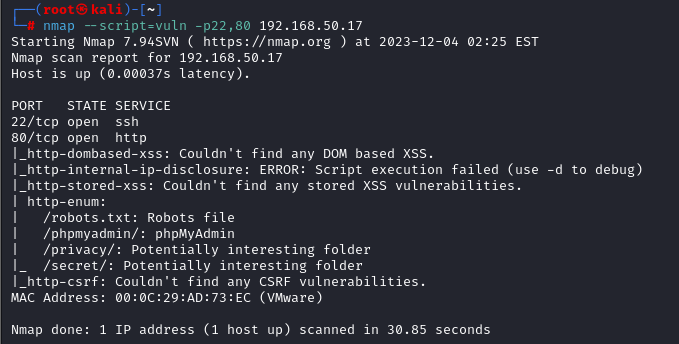 ┌──(root㉿kali)-[~]
└─# nmap --script=vuln -p22,80 192.168.50.17
Starting Nmap 7.94SVN ( https://nmap.org ) at 2023-12-04 02:25 EST
Nmap scan report for 192.168.50.17
Host is up (0.00037s latency).

PORT   STATE SERVICE
22/tcp open  ssh
80/tcp open  http
|_http-dombased-xss: Couldn't find any DOM based XSS.
|_http-internal-ip-disclosure: ERROR: Script execution failed (use -d to debug)
|_http-stored-xss: Couldn't find any stored XSS vulnerabilities.
| http-enum:
|   /robots.txt: Robots file
|   /phpmyadmin/: phpMyAdmin
|   /privacy/: Potentially interesting folder
|_  /secret/: Potentially interesting folder
|_http-csrf: Couldn't find any CSRF vulnerabilities.
MAC Address: 00:0C:29:AD:73:EC (VMware)

Nmap done: 1 IP address (1 host up) scanned in 30.85 seconds